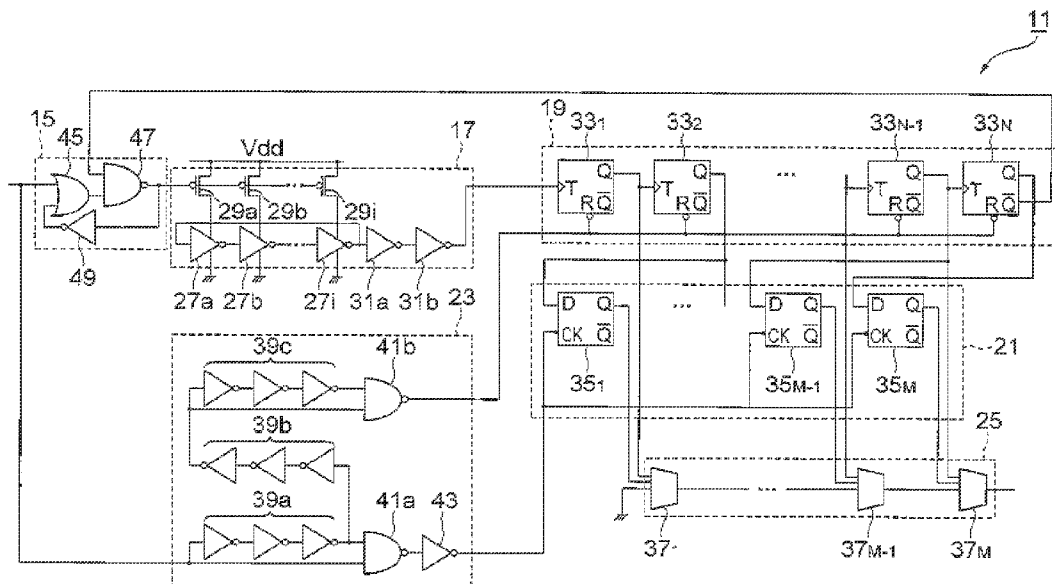 11
15
45
47
Vdd
17
29a
29b
29i
49
27a
27b
27i
31a
31b
19
33₁
33₂
33N-1
33N
T
Q
R
Q̅
T
Q
R
Q̅
...
T
Q
R
Q̅
T
Q
R
Q̅
23
39c
41b
39b
39a
41a
43
D
Q
CK
Q̅
35₁
...
D
Q
CK
Q̅
35M-1
D
Q
CK
Q̅
35M
21
25
...
37
37M-1
37M